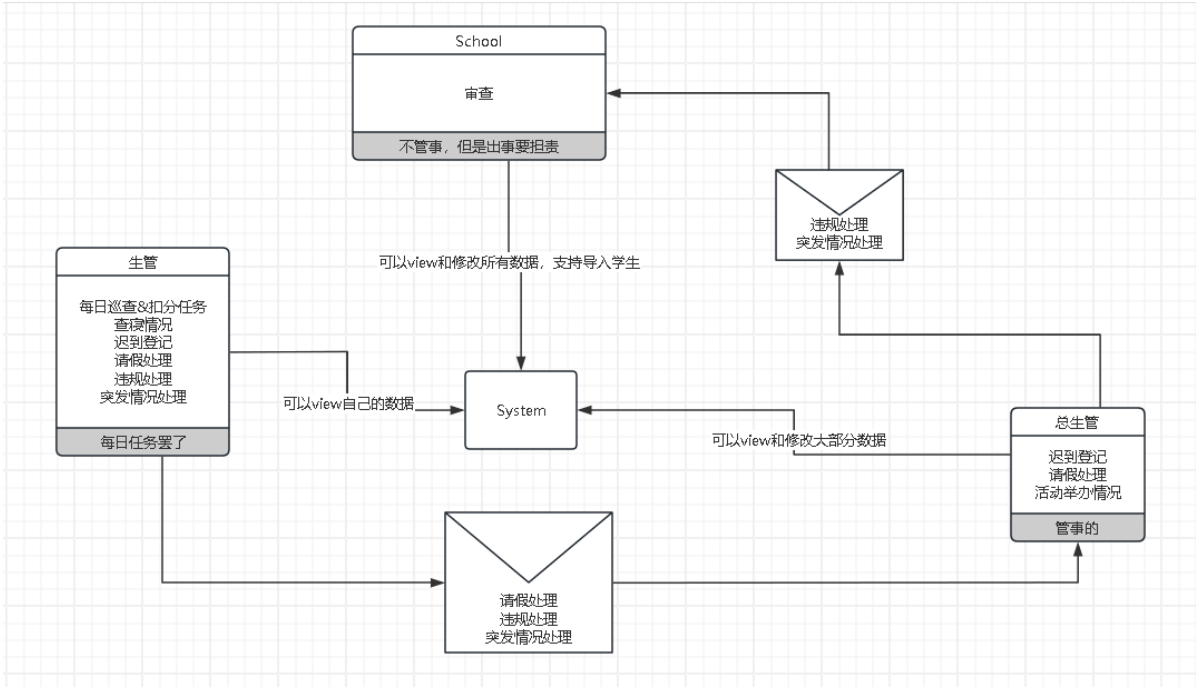 School
审查
不管事，但是出事要担责
违规处理
突发情况处理
可以view和修改所有数据，支持导入学生
生管
每日巡查&扣分任务
查寝情况
迟到登记
请假处理
违规处理
突发情况处理
每日任务罢了
可以view自己的数据
System
可以view和修改大部分数据
总生管
迟到登记
请假处理
活动举办情况
管事的
请假处理
违规处理
突发情况处理